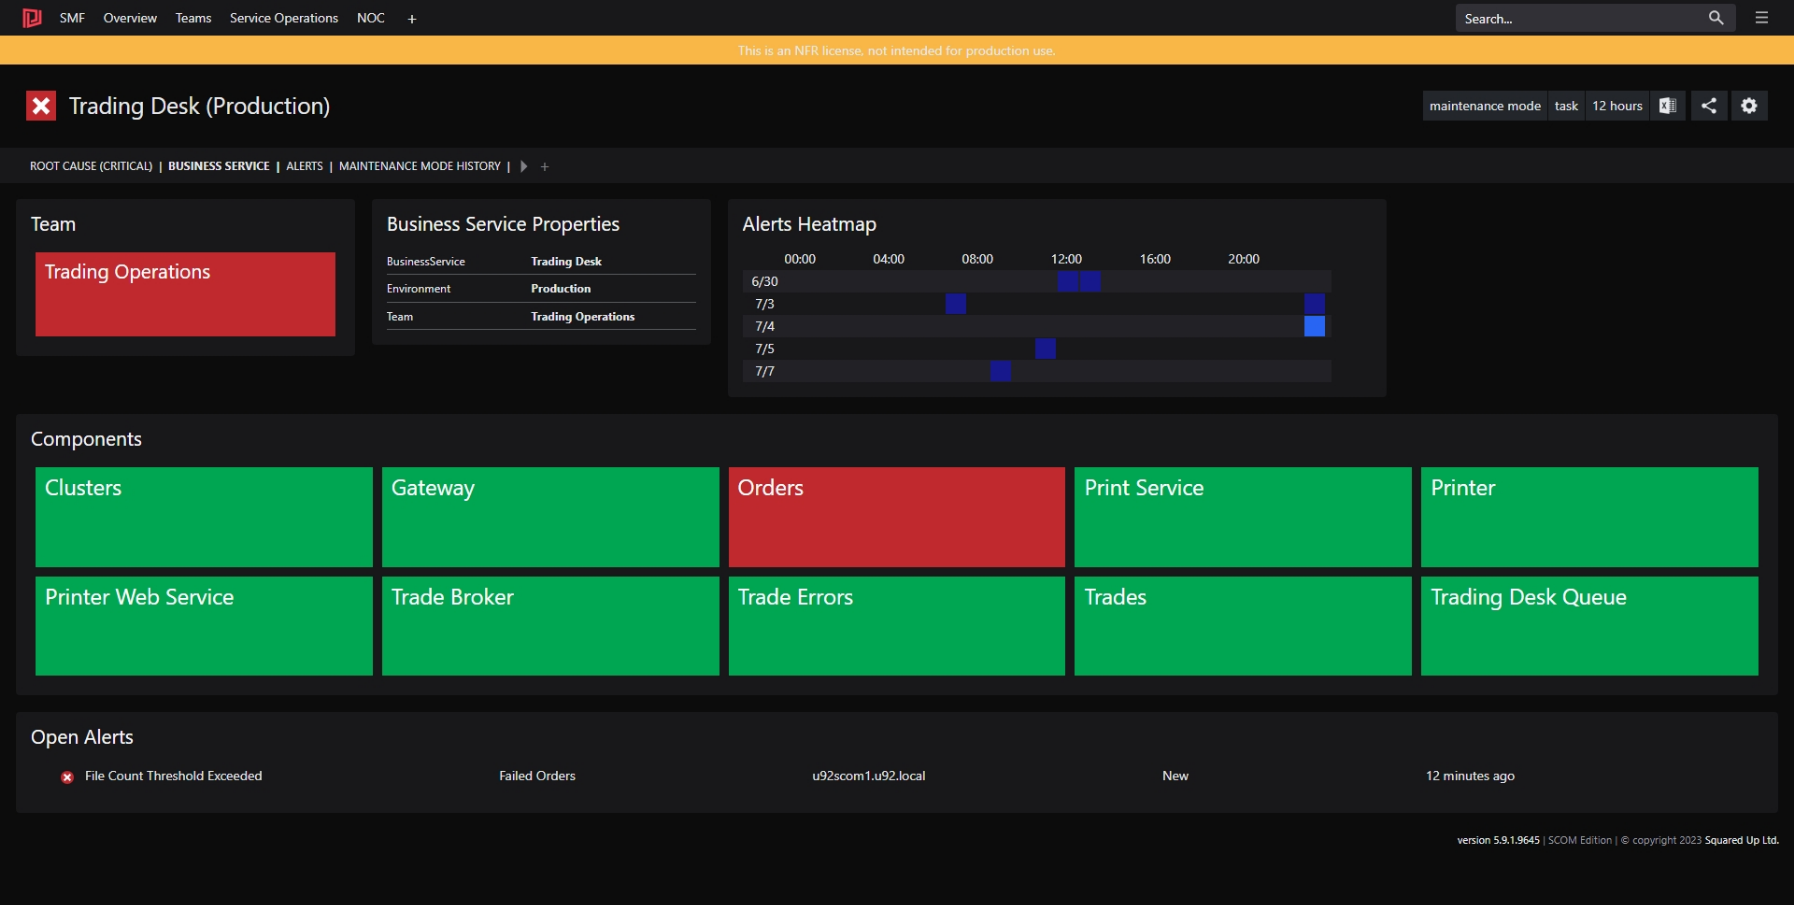 SMF Overview Teams Service Operations NOC +
Search...
This is an NFR license, not intended for production use.
Trading Desk (Production)
maintenance mode task 12 hours
ROOT CAUSE (CRITICAL) | BUSINESS SERVICE | ALERTS | MAINTENANCE MODE HISTORY | +
Team
Trading Operations
Business Service Properties
BusinessService Trading Desk
Environment Production
Team Trading Operations
Alerts Heatmap
00:00 04:00 08:00 12:00 16:00 20:00
6/30
7/3
7/4
7/5
7/7
Components
Clusters Gateway Orders Print Service Printer
Printer Web Service Trade Broker Trade Errors Trades Trading Desk Queue
Open Alerts
File Count Threshold Exceeded Failed Orders u92scom1.u92.local New 12 minutes ago
version 5.9.1.9645 | SCOM Edition | © copyright 2023 Squared Up Ltd.